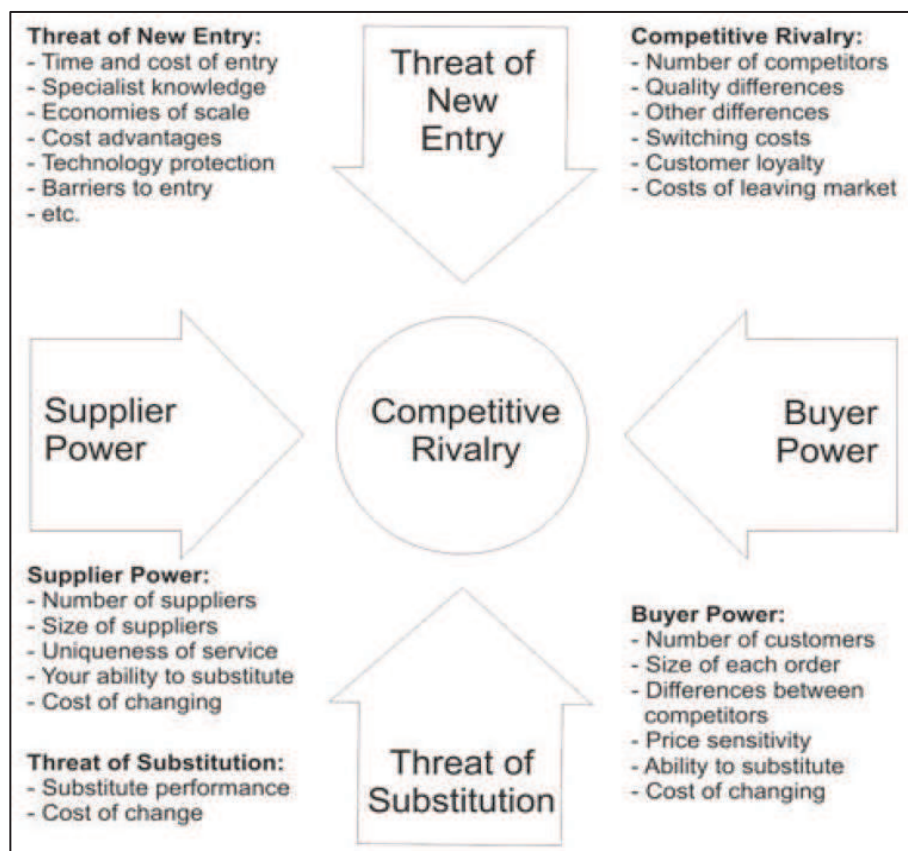 Threat of New Entry:
- Time and cost of entry
- Specialist knowledge
- Economies of scale
- Cost advantages
- Technology protection
- Barriers to entry
- etc.
Threat of
New
Entry
Competitive Rivalry:
- Number of competitors
- Quality differences
- Other differences
- Switching costs
- Customer loyalty
- Costs of leaving market
Supplier
Power
Competitive
Rivalry
Buyer
Power
Supplier Power:
- Number of suppliers
- Size of suppliers
- Uniqueness of service
- Your ability to substitute
- Cost of changing
Threat of Substitution:
- Substitute performance
- Cost of change
Threat of
Substitution
Buyer Power:
- Number of customers
- Size of each order
- Differences between
competitors
- Price sensitivity
- Ability to substitute
- Cost of changing